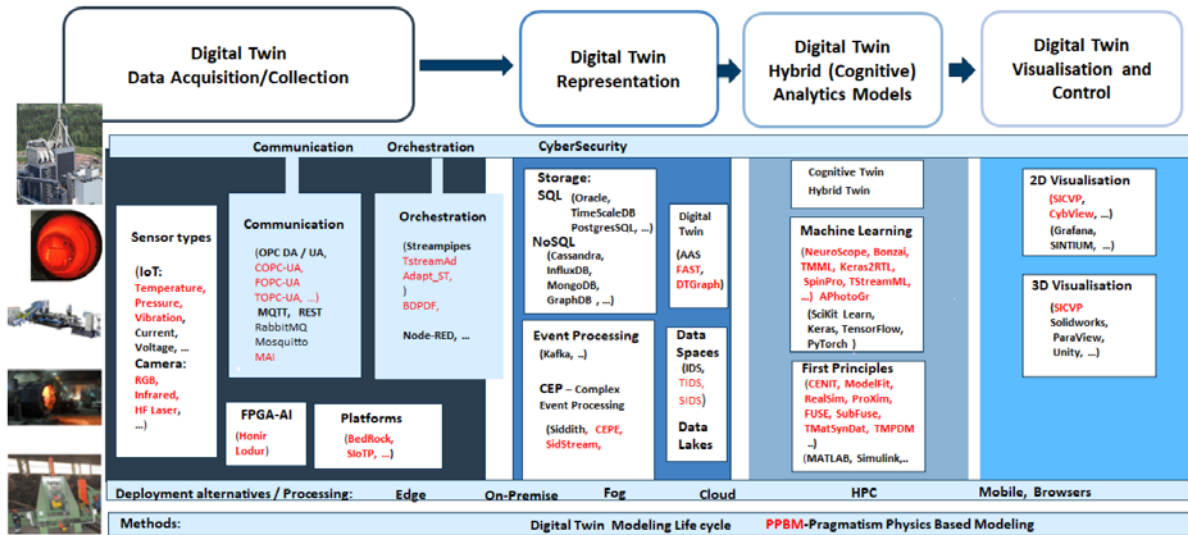 Digital Twin
Data Acquisition/Collection
Digital Twin
Representation
Digital Twin
Hybrid (Cognitive)
Analytics Models
Digital Twin
Visualisation and
Control
Communication
Orchestration
CyberSecurity
Sensor types
(IoT:
Temperature,
Pressure,
Vibration,
Current,
Voltage, ...
Camera:
RGB,
Infrared,
HF Laser,
...)
Communication
(OPC DA / UA,
COPC-UA,
FOPC-UA
TOPC-UA, ...)
MQTT, REST
RabbitMQ
Mosquitto
MAI
Orchestration
(Streampipes
TstreamAd
Adapt_ST,
)
BDPDF,
Node-RED, ...
FPGA-AI
(Honir
Lodur)
Platforms
(BedRock,
SIoTP, ...)
Storage:
SQL (Oracle,
TimeScaleDB
PostgresSQL, ...)
NoSQL
(Cassandra,
InfluxDB,
MongoDB,
GraphDB , ...)
Event Processing
(Kafka, ..)
CEP – Complex
Event Processing
(Siddith, CEPE,
SidStream,
Digital
Twin
(AAS
FAST,
DTGraph)
Data
Spaces
(IDS,
TIDS,
SIDS)
Data
Lakes
Cognitive Twin
Hybrid Twin
Machine Learning
(NeuroScope, Bonzai,
TMML, Keras2RTL,
SpinPro, TStreamML,
...) APhotoGr
(SciKit Learn,
Keras, TensorFlow,
PyTorch )
First Principles
(CENIT, ModelFit,
RealSim, ProXim,
FUSE, SubFuse,
TMatSynDat, TMPDM
..)
(MATLAB, Simulink,..
2D Visualisation
(SICVP,
CybView, ...)
(Grafana,
SINTIUM, ...)
3D Visualisation
(SICVP
Solidworks,
ParaView,
Unity, ...)
Deployment alternatives / Processing: Edge On-Premise Fog Cloud HPC Mobile, Browsers
Methods: Digital Twin Modeling Life cycle PPBM-Pragmatism Physics Based Modeling